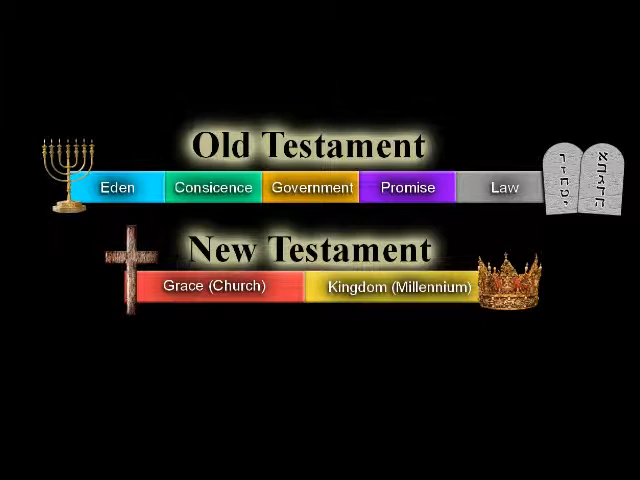 Old Testament
Eden Consicence Government Promise Law
New Testament
Grace (Church) Kingdom (Millennium)